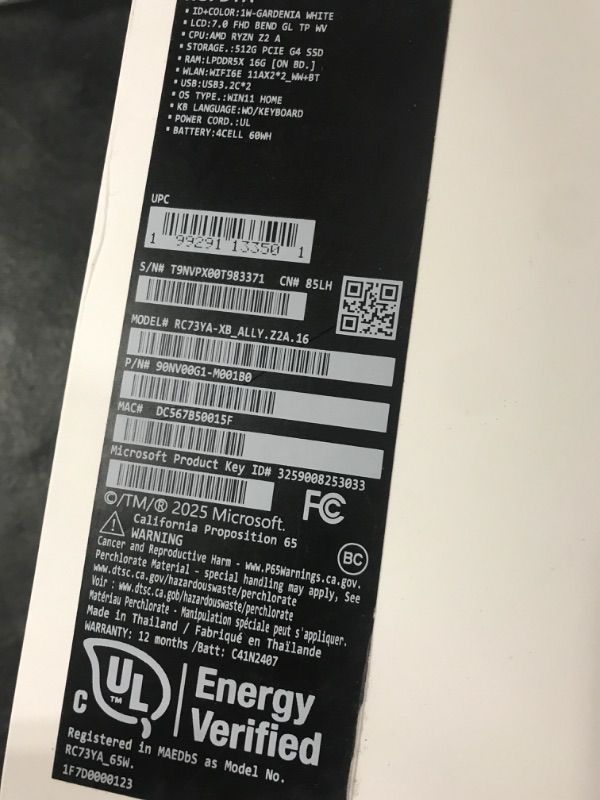 • ID+COLOR:1W-GARDENIA WHITE
• LCD:7.0 FHD BEND GL TP WV
• CPU:AMD RYZN Z2 A
• STORAGE.:512G PCIE G4 SSD
• RAM:LPDDR5X 16G [ON BD.]
• WLAN:WIFI6E 11AX2*2_WW+BT
• USB:USB3.2C*2
• OS TYPE.:WIN11 HOME
• KB LANGUAGE:WO/KEYBOARD
• POWER CORD.:UL
• BATTERY:4CELL 60WH
UPC
1 99291 13350 1
S/N# T9NVPX00T983371 CN# 85LH
MODEL# RC73YA-XB_ALLY.Z2A.16
P/N# 90NV00G1-M001B0
MAC# DC567B50015F
Microsoft Product Key ID# 3259008253033
©/TM/® 2025 Microsoft.
FC
California Proposition 65
WARNING
BC
Cancer and Reproductive Harm - www.P65Warnings.ca.gov.
Perchlorate Material - special handling may apply, See
www.dtsc.ca.gov/hazardouswaste/perchlorate
Voir : www.dtsc.ca.gob/hazardouswaste/perchlorate
Matériau Perchlorate - Manipulation spéciale peut s'appliquer.
Made in Thailand / Fabriqué en Thaïlande
WARRANTY: 12 months /Batt: C41N2407
C UL TM
Energy
Verified
Registered in MAEDbS as Model No.
RC73YA_65W.
1F7D0000123